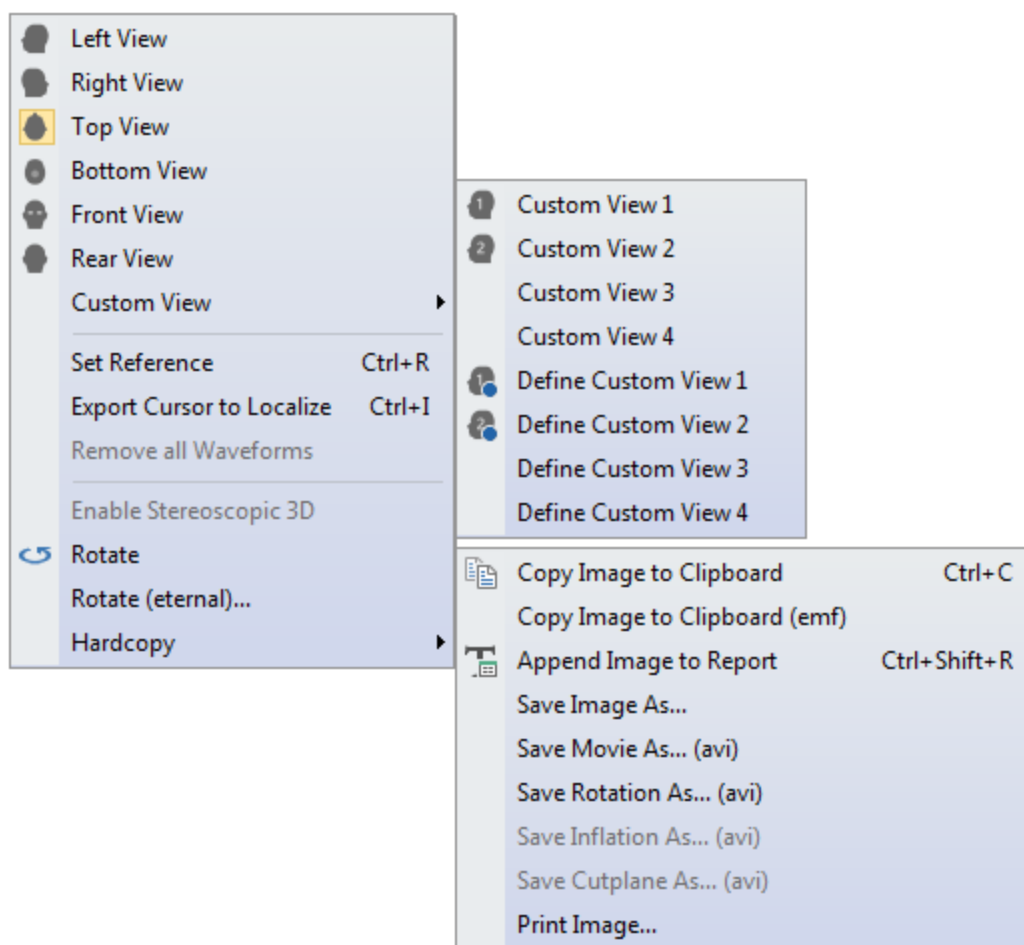 Left View
Right View
Top View
Bottom View
Front View
Rear View
Custom View
Set Reference Ctrl+R
Export Cursor to Localize Ctrl+I
Remove all Waveforms
Enable Stereoscopic 3D
Rotate
Rotate (eternal)...
Hardcopy
1 Custom View 1
2 Custom View 2
Custom View 3
Custom View 4
1 Define Custom View 1
2 Define Custom View 2
Define Custom View 3
Define Custom View 4
Copy Image to Clipboard Ctrl+C
Copy Image to Clipboard (emf)
Append Image to Report Ctrl+Shift+R
Save Image As...
Save Movie As... (avi)
Save Rotation As... (avi)
Save Inflation As... (avi)
Save Cutplane As... (avi)
Print Image...